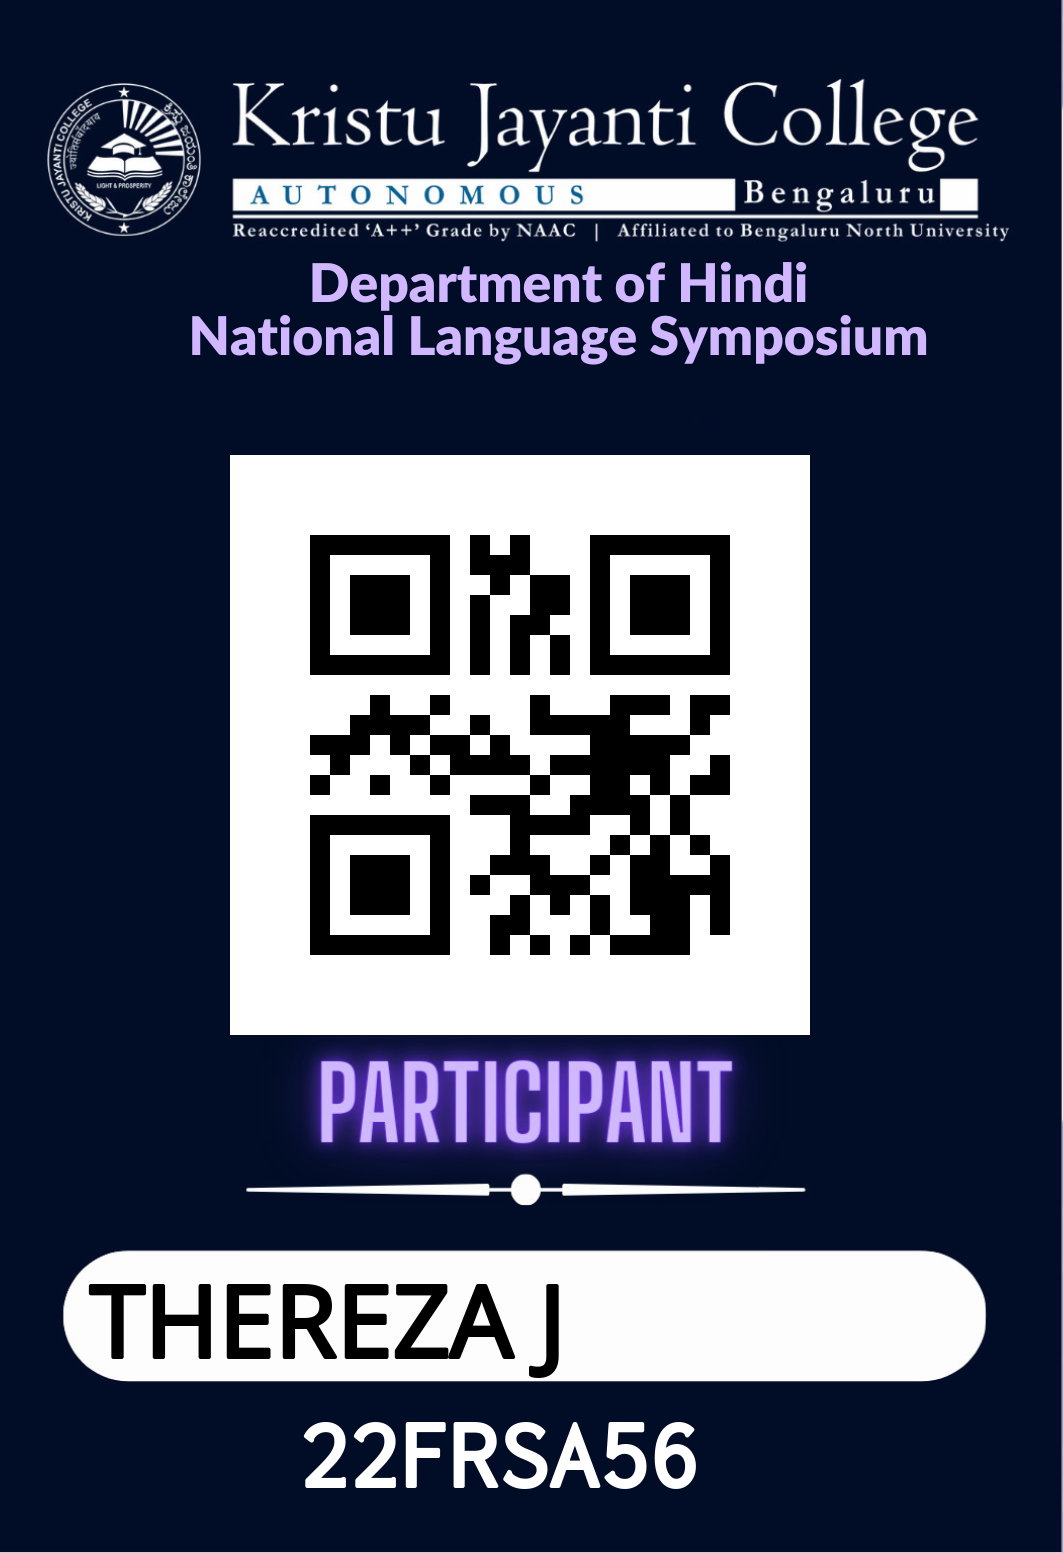 KRISTU JAYANTI COLLEGE
LIGHT & PROSPERITY
Kristu Jayanti College
AUTONOMOUS Bengaluru
Reaccredited ‘A++’ Grade by NAAC | Affiliated to Bengaluru North University
Department of Hindi
National Language Symposium
PARTICIPANT
THEREZA J
22FRSA56